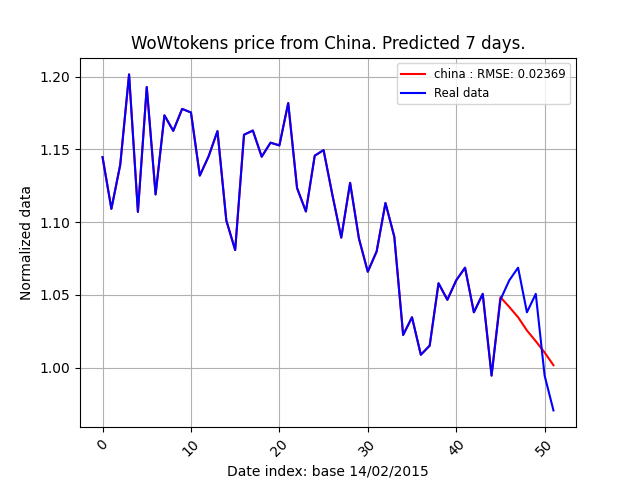 WoWtokens price from China. Predicted 7 days.
china : RMSE: 0.02369
Real data
1.20
1.15
1.10
1.05
1.00
Normalized data
0
10
20
30
40
50
Date index: base 14/02/2015